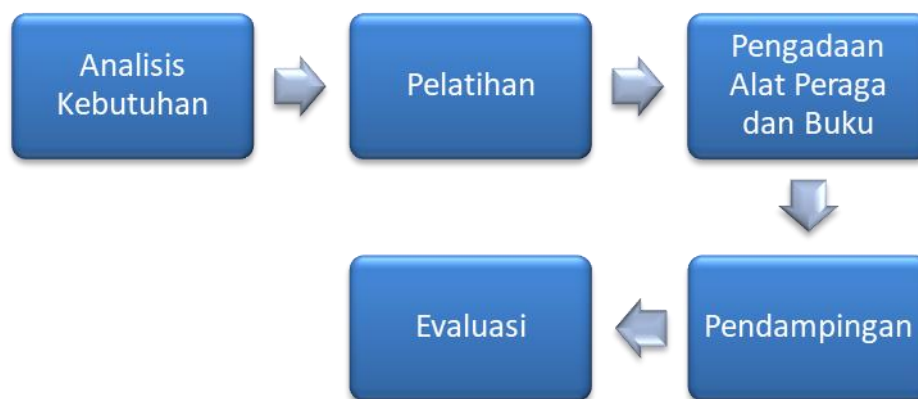 Analisis
Kebutuhan
Pelatihan
Pengadaan
Alat Peraga
dan Buku
Pendampingan
Evaluasi